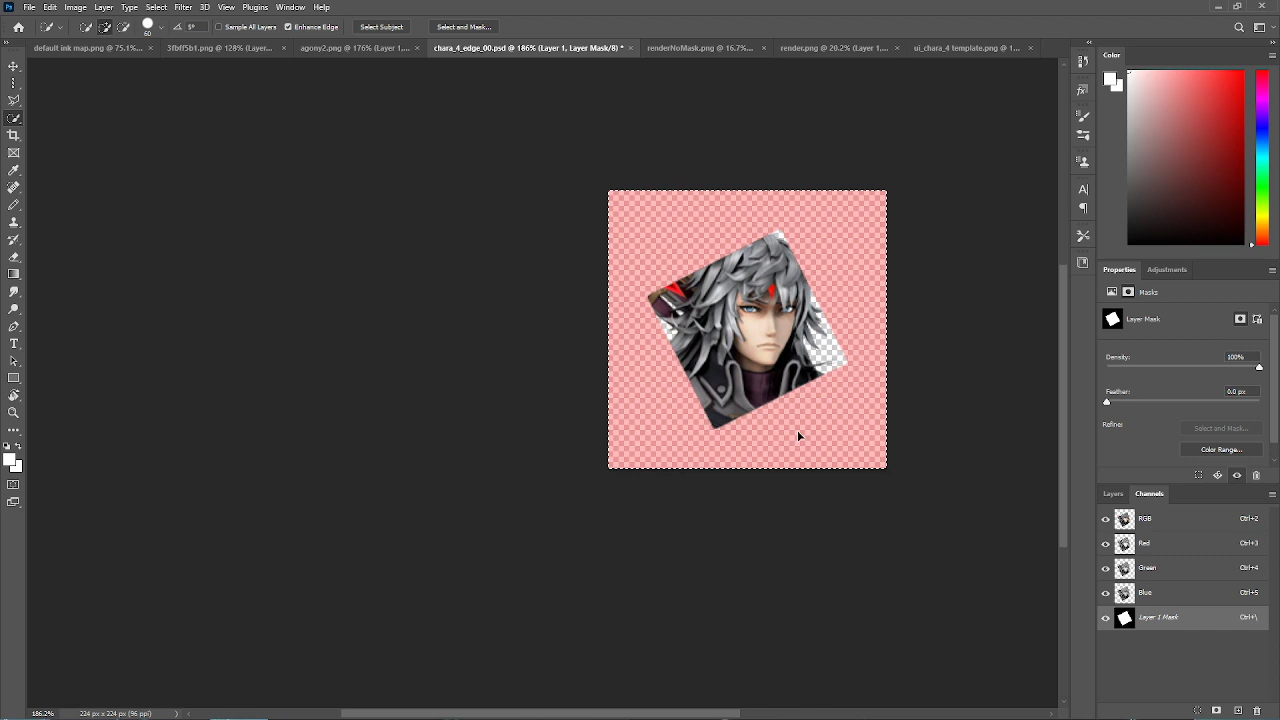 Ps File Edit Image Layer Type Select Filter 3D View Plugins Window Help
60 5° Sample All Layers Enhance Edge Select Subject Select and Mask...
default ink map.png @ 75.1%... × 3fbff5b1.png @ 128% (Layer... × agony2.png @ 176% (Layer 1,... × chara_4_edge_00.psd @ 186% (Layer 1, Layer Mask/8) * × renderNoMask.png @ 16.7%... × render.png @ 20.2% (Layer 1,... × ui_chara_4 template.png @ 1... ×
Color
Properties Adjustments
Masks
Layer Mask
Density: 100%
Feather: 0.0 px
Refine: Select and Mask...
Color Range...
Layers Channels
RGB Ctrl+2
Red Ctrl+3
Green Ctrl+4
Blue Ctrl+5
Layer 1 Mask Ctrl+\
186.2% 224 px x 224 px (96 ppi)